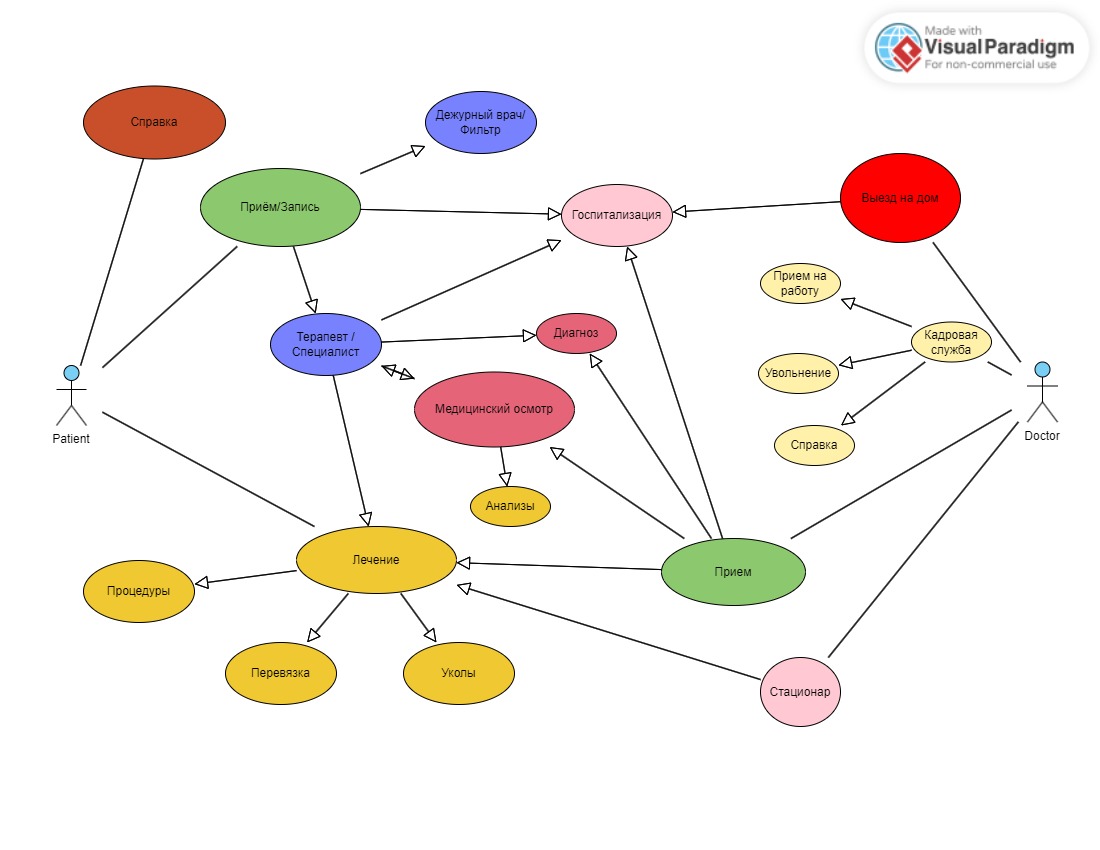 Made with
Visual Paradigm
For non-commercial use
Справка
Дежурный врач/
Фильтр
Приём/Запись
Госпитализация
Выезд на дом
Прием на
работу
Терапевт /
Специалист
Диагноз
Кадровая
служба
Увольнение
Медицинский осмотр
Patient
Doctor
Справка
Анализы
Лечение
Прием
Процедуры
Перевязка
Уколы
Стационар